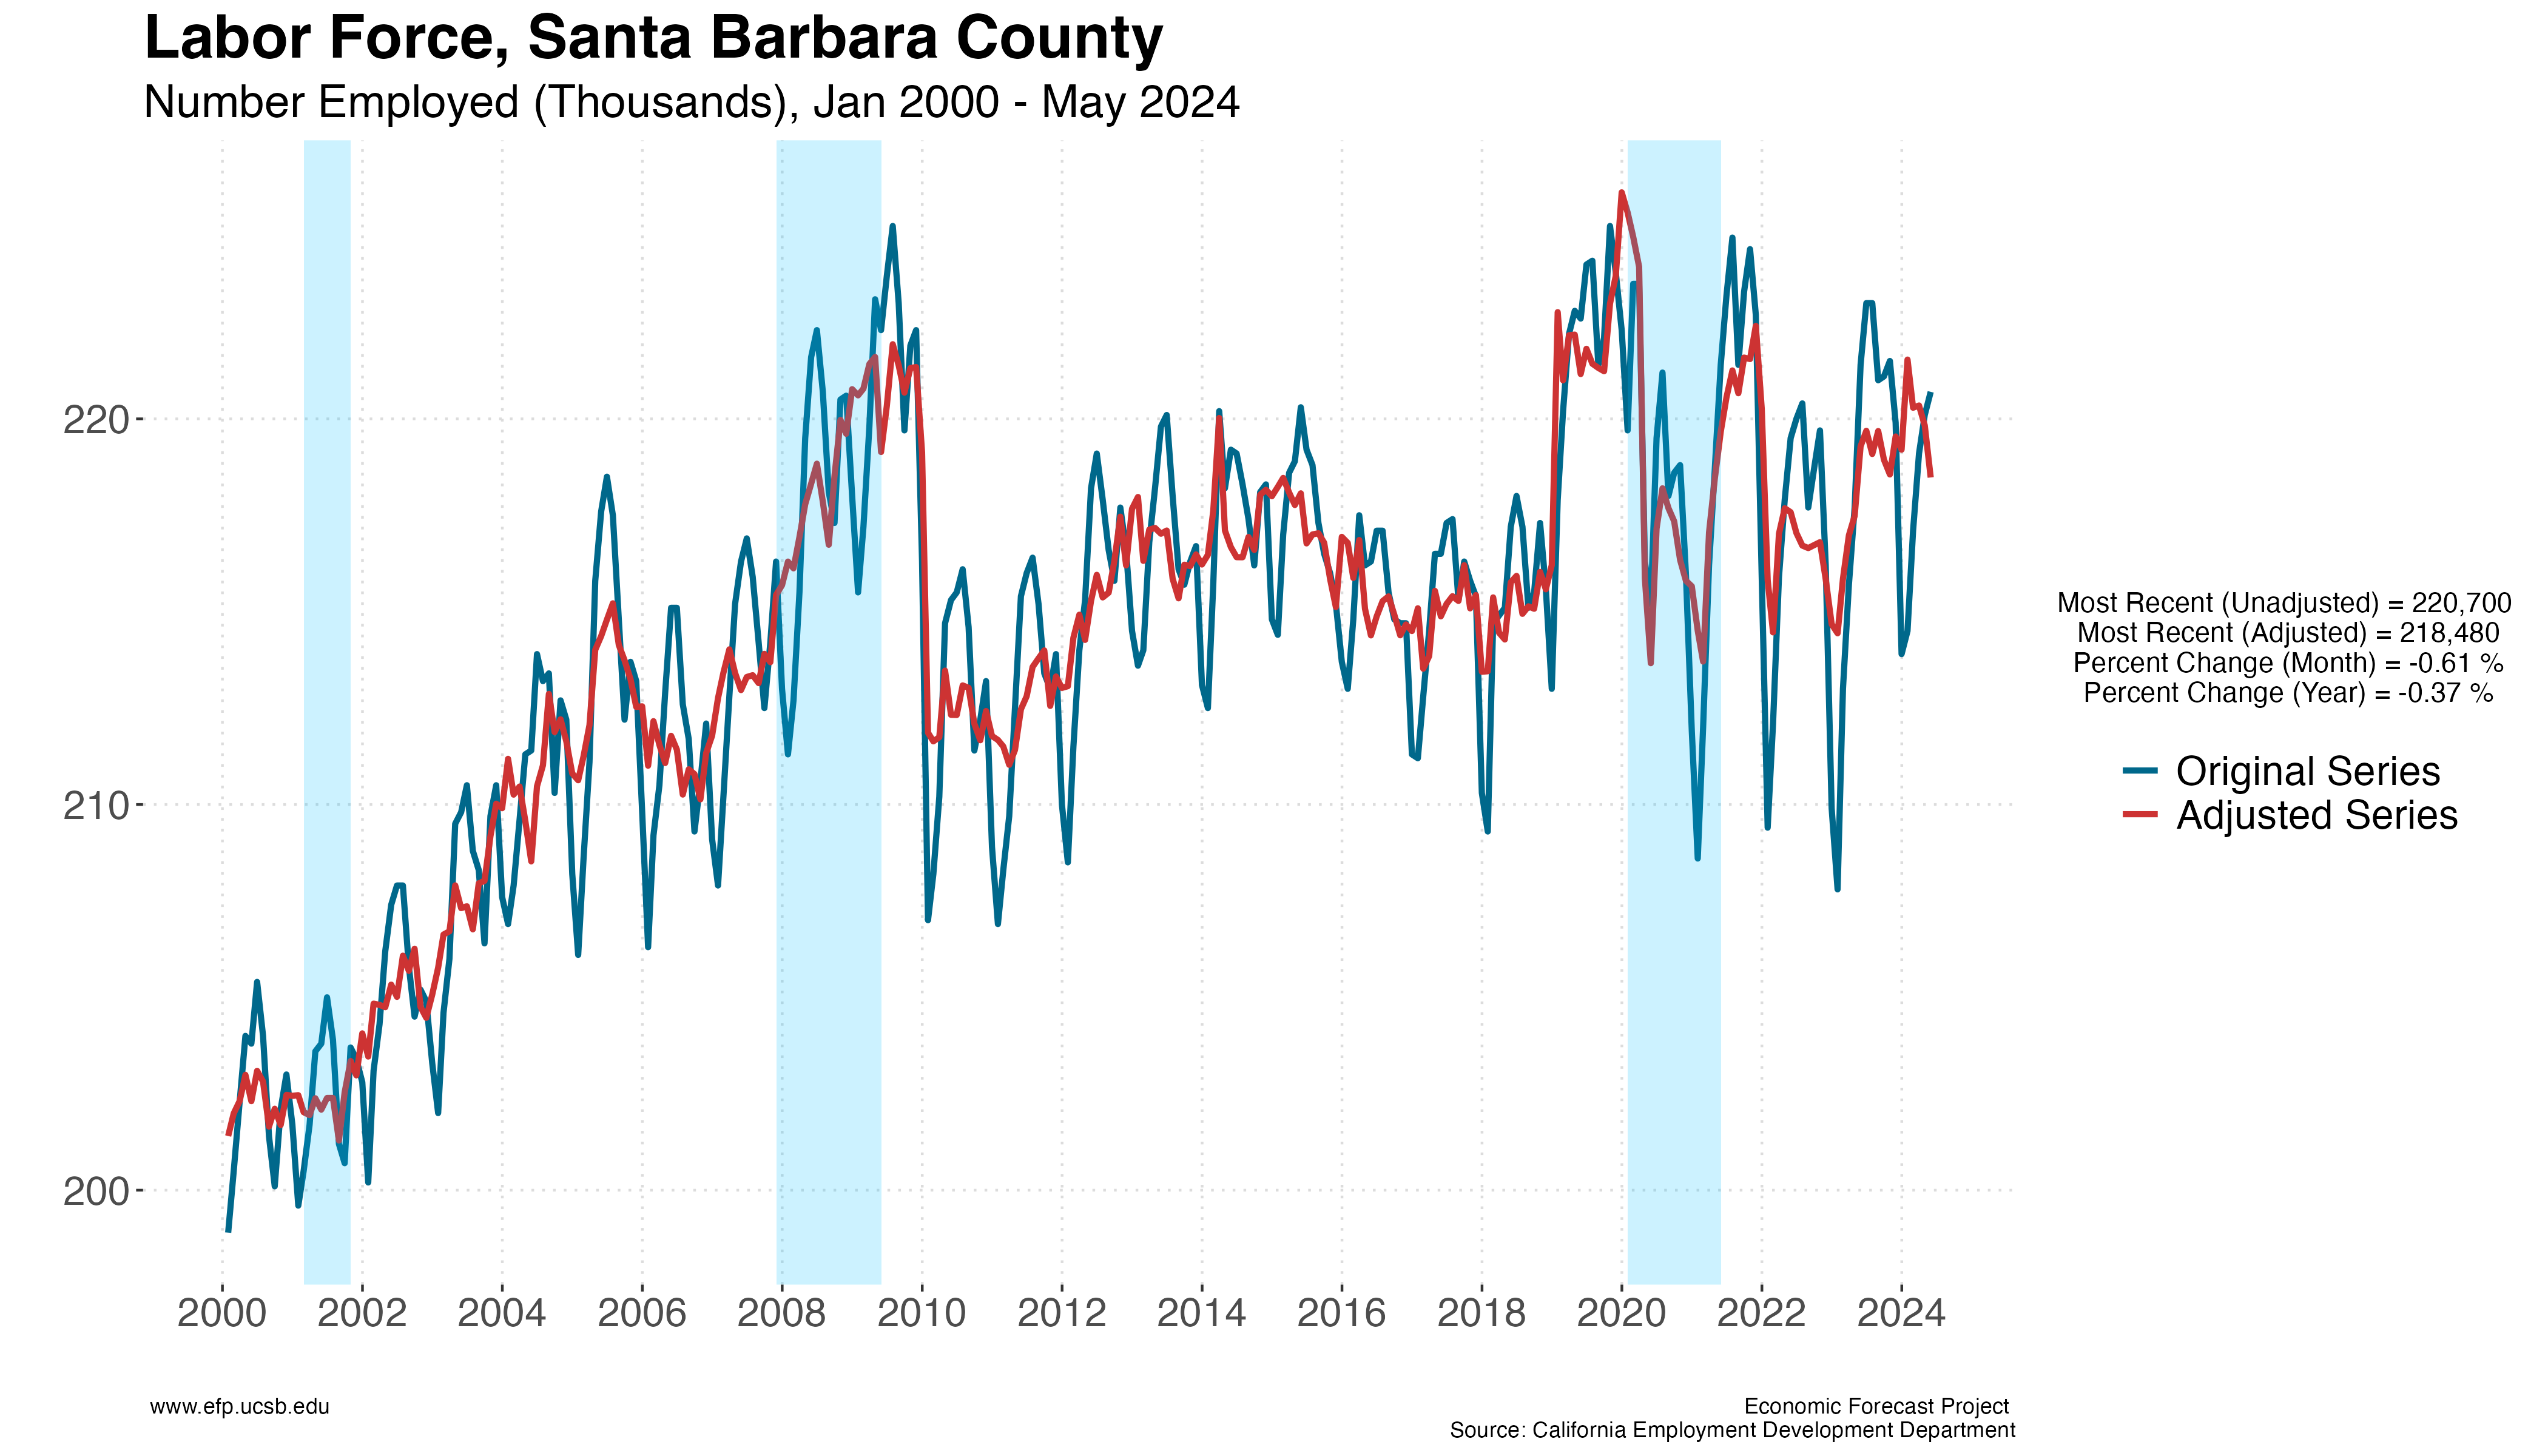 Labor Force, Santa Barbara County
Number Employed (Thousands), Jan 2000 - May 2024
220
210
200
2000 2002 2004 2006 2008 2010 2012 2014 2016 2018 2020 2022 2024
Most Recent (Unadjusted) = 220,700
Most Recent (Adjusted) = 218,480
Percent Change (Month) = -0.61 %
Percent Change (Year) = -0.37 %
Original Series
Adjusted Series
www.efp.ucsb.edu
Economic Forecast Project
Source: California Employment Development Department